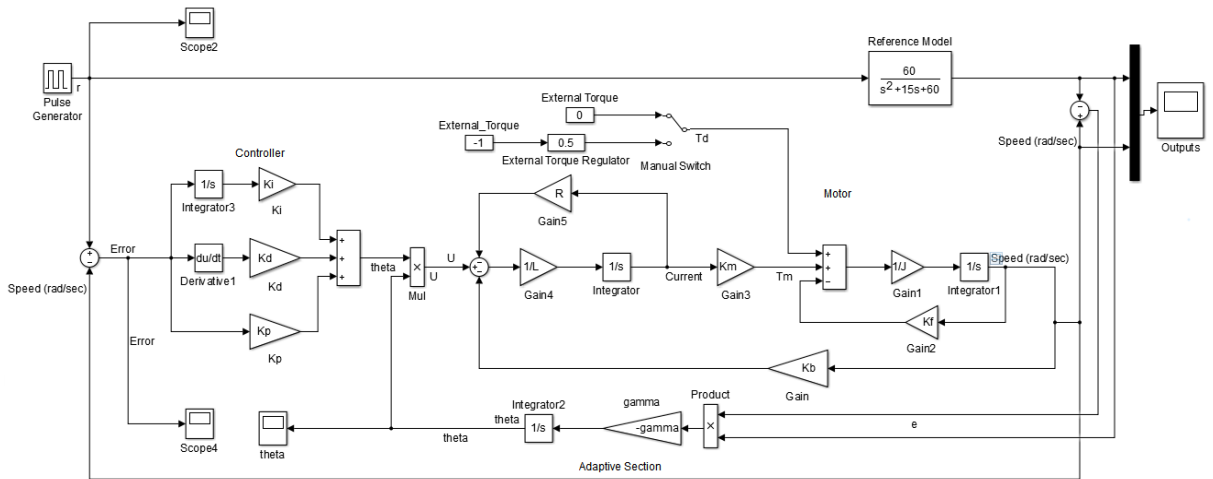 Scope2
Reference Model
60
s²+15s+60
r
Pulse
Generator
External Torque
0
External_Torque
-1
0.5
Td
External Torque Regulator
Manual Switch
Speed (rad/sec)
-
+
Outputs
Controller
1/s
Ki
Integrator3
Ki
R
Gain5
Motor
+
-
Error
Speed (rad/sec)
du/dt
Kd
Derivative1
Kd
+
+
+
theta
×
Mul
U
U
+
-
-
1/L
Gain4
1/s
Integrator
Current
Km
Gain3
Tm
+
+
-
1/J
Gain1
1/s
Integrator1
Speed (rad/sec)
Kp
Kp
Error
Kf
Gain2
Kb
Gain
Scope4
theta
theta
theta
Integrator2
1/s
gamma
-gamma
Product
×
e
Adaptive Section